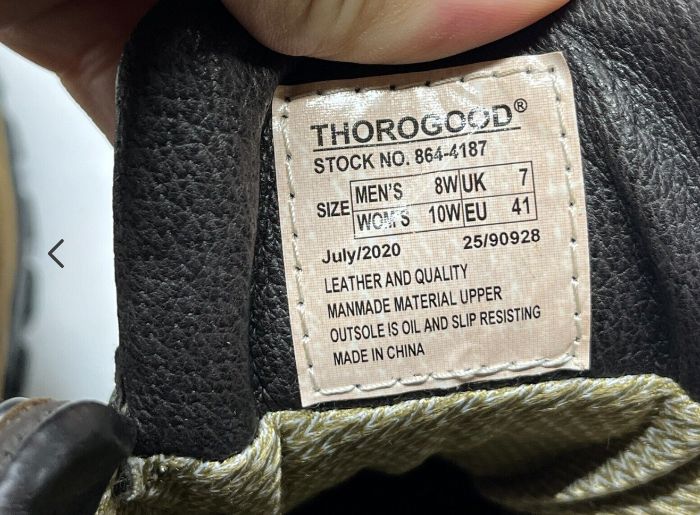 THOROGOOD®
STOCK NO. 864-4187
SIZE MEN'S 8W UK 7
WOM'S 10W EU 41
July/2020 25/90928
LEATHER AND QUALITY
MANMADE MATERIAL UPPER
OUTSOLE IS OIL AND SLIP RESISTING
MADE IN CHINA